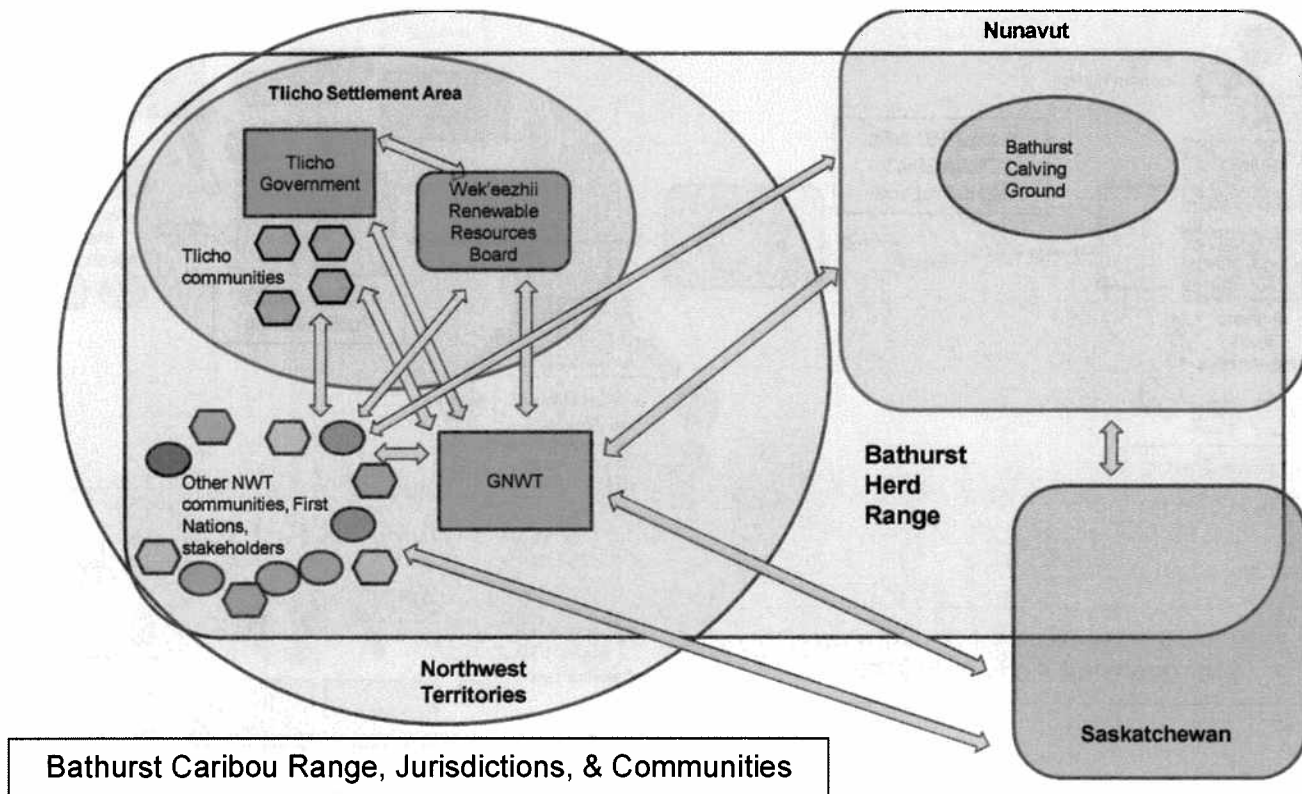 Nunavut
Tlicho Settlement Area
Tlicho
Government
Wek'eezhii
Renewable
Resources
Board
Bathurst
Calving
Ground
Tlicho
communities
Other NWT
communities, First
Nations,
stakeholders
GNWT
Bathurst
Herd
Range
Northwest
Territories
Saskatchewan
Bathurst Caribou Range, Jurisdictions, & Communities